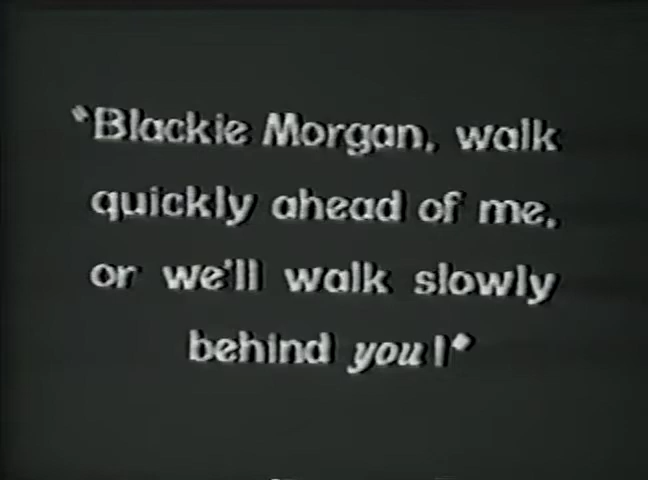 "Blackie Morgan, walk
quickly ahead of me,
or we'll walk slowly
behind you!"